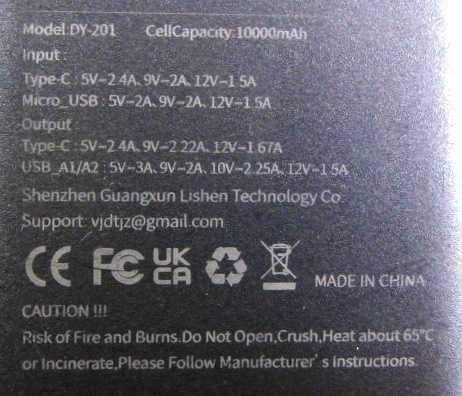 Model:DY-201 CellCapacity:10000mAh
Input :
Type-C : 5V-2.4A、9V-2A、12V-1.5A
Micro_USB : 5V-2A、9V-2A、12V-1.5A
Output :
Type-C : 5V-2.4A、9V-2.22A、12V-1.67A
USB_A1/A2 : 5V-3A、9V-2A、10V-2.25A、12V-1.5A
Shenzhen Guangxun Lishen Technology Co
Support: vjdtjz@gmail.com
CE FC UK CA MADE IN CHINA
CAUTION !!!
Risk of Fire and Burns.Do Not Open,Crush,Heat about 65°C
or Incinerate,Please Follow Manufacturer's Instructions.